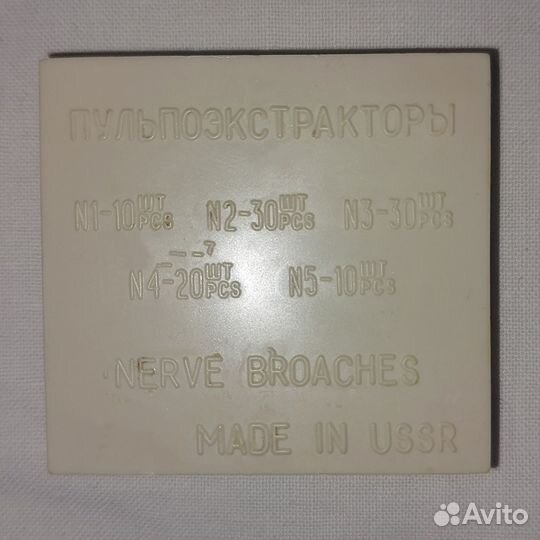 ПУЛЬПОЭКСТРАКТОРЫ
N1-10 ШТ PCS N2-30 ШТ PCS N3-30 ШТ PCS
N4-20 ШТ PCS N5-10 ШТ PCS
NERVE BROACHES
MADE IN USSR
Avito